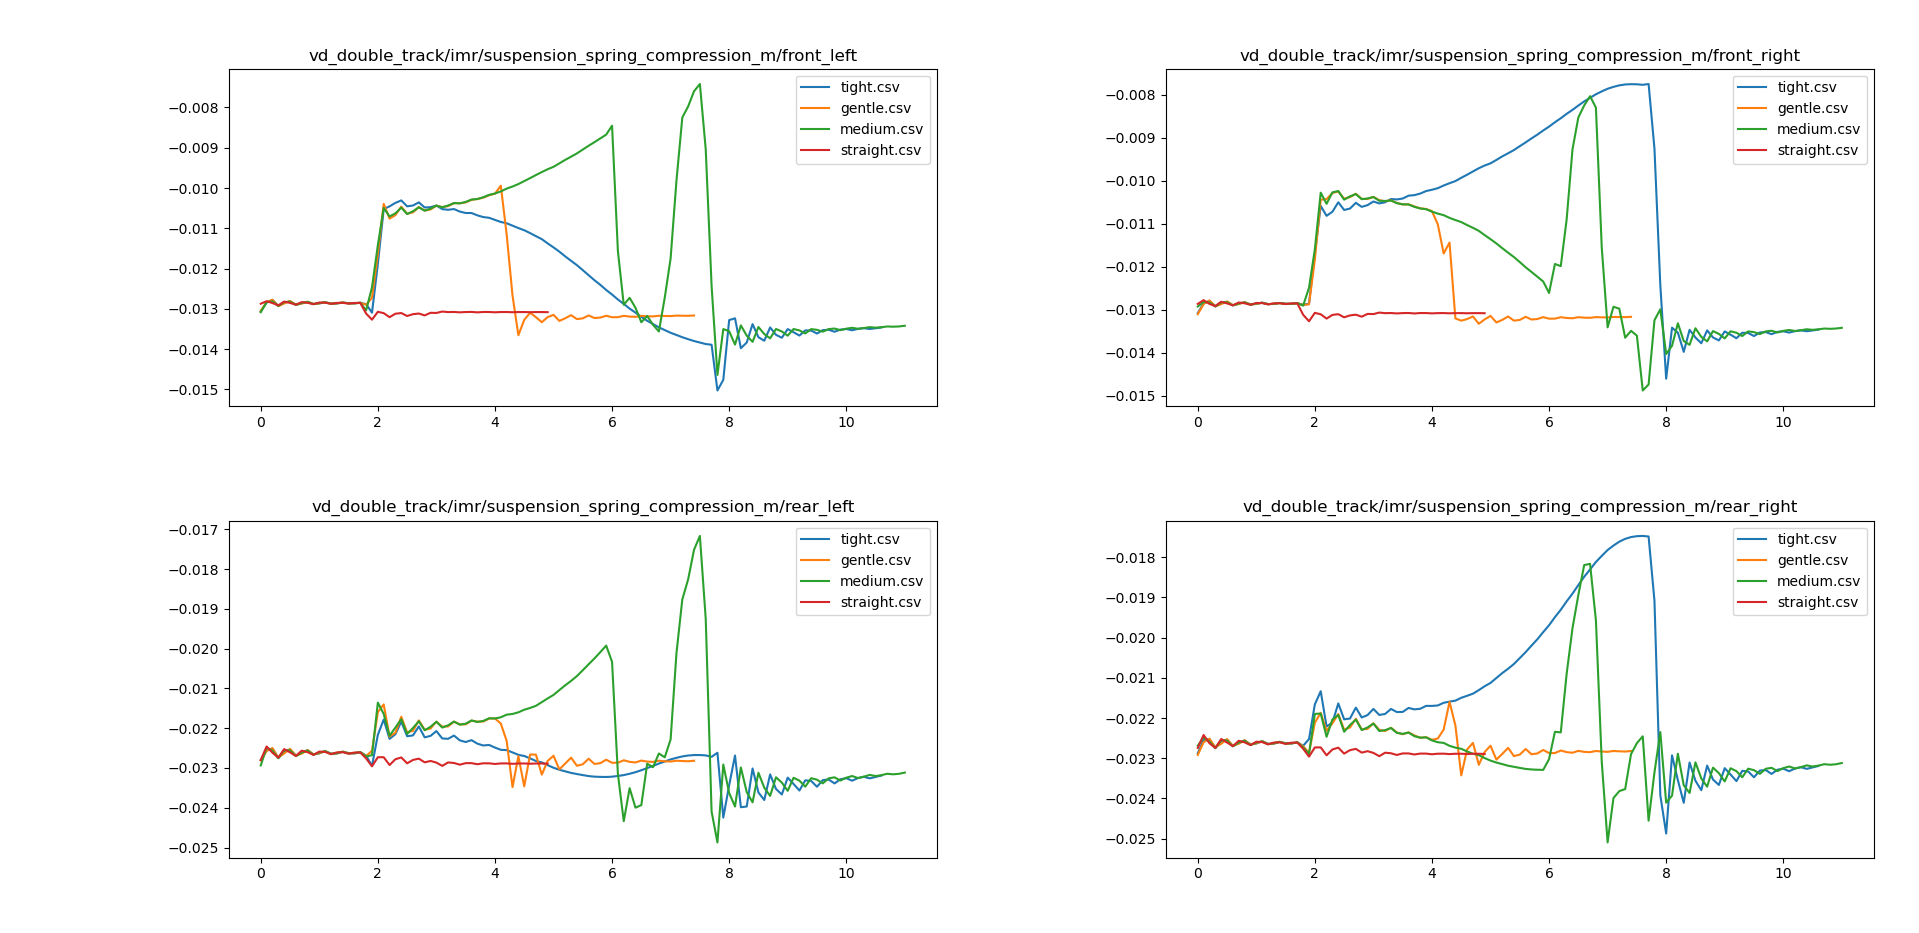 vd_double_track/imr/suspension_spring_compression_m/front_left
−0.008
−0.009
−0.010
−0.011
−0.012
−0.013
−0.014
−0.015
0 2 4 6 8 10
tight.csv
gentle.csv
medium.csv
straight.csv
vd_double_track/imr/suspension_spring_compression_m/front_right
−0.008
−0.009
−0.010
−0.011
−0.012
−0.013
−0.014
−0.015
0 2 4 6 8 10
tight.csv
gentle.csv
medium.csv
straight.csv
vd_double_track/imr/suspension_spring_compression_m/rear_left
−0.017
−0.018
−0.019
−0.020
−0.021
−0.022
−0.023
−0.024
−0.025
0 2 4 6 8 10
tight.csv
gentle.csv
medium.csv
straight.csv
vd_double_track/imr/suspension_spring_compression_m/rear_right
−0.018
−0.019
−0.020
−0.021
−0.022
−0.023
−0.024
−0.025
0 2 4 6 8 10
tight.csv
gentle.csv
medium.csv
straight.csv